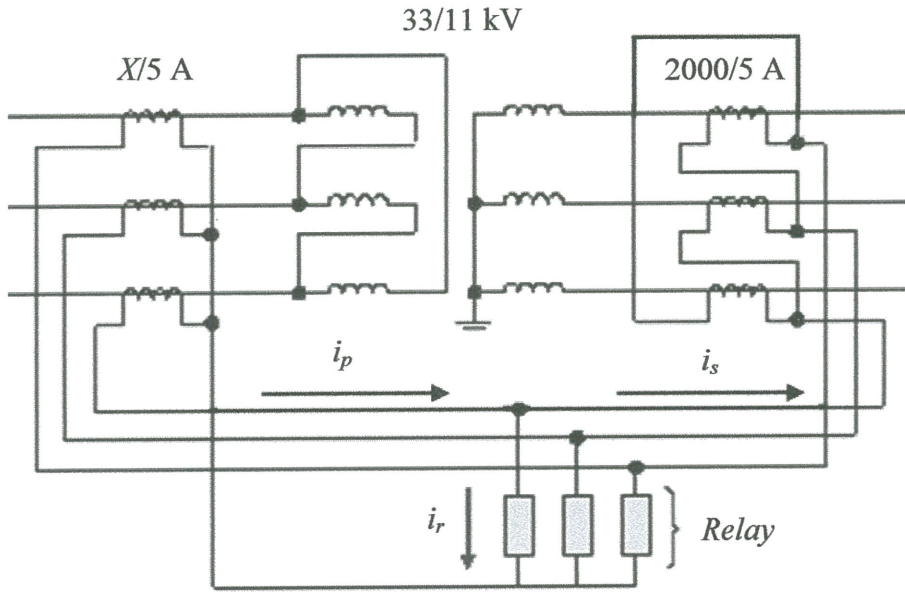 33/11 kV
X/5 A
2000/5 A
i_p
i_s
i_r
Relay